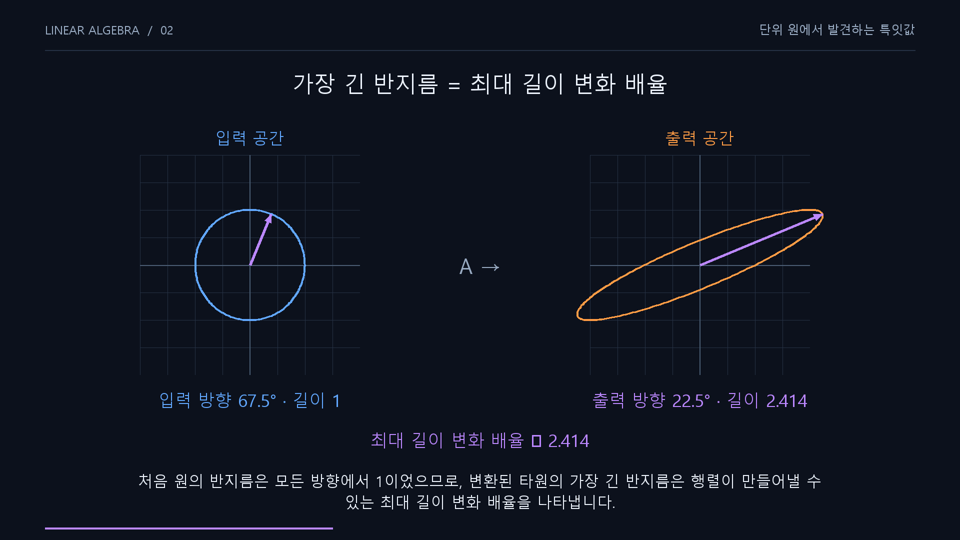 LINEAR ALGEBRA / 02
단위 원에서 발견하는 특잇값
가장 긴 반지름 = 최대 길이 변화 배율
입력 공간
출력 공간
A →
입력 방향 67.5° · 길이 1
출력 방향 22.5° · 길이 2.414
최대 길이 변화 배율 □ 2.414
처음 원의 반지름은 모든 방향에서 1이었으므로, 변환된 타원의 가장 긴 반지름은 행렬이 만들어낼 수
있는 최대 길이 변화 배율을 나타냅니다.